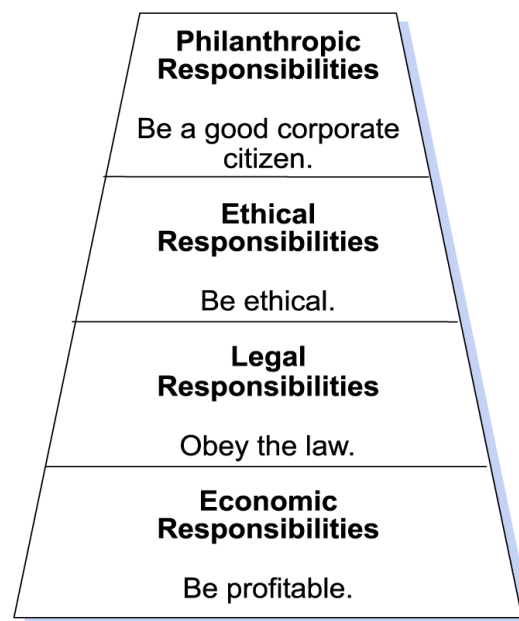 Philanthropic
Responsibilities
Be a good corporate
citizen.
Ethical
Responsibilities
Be ethical.
Legal
Responsibilities
Obey the law.
Economic
Responsibilities
Be profitable.